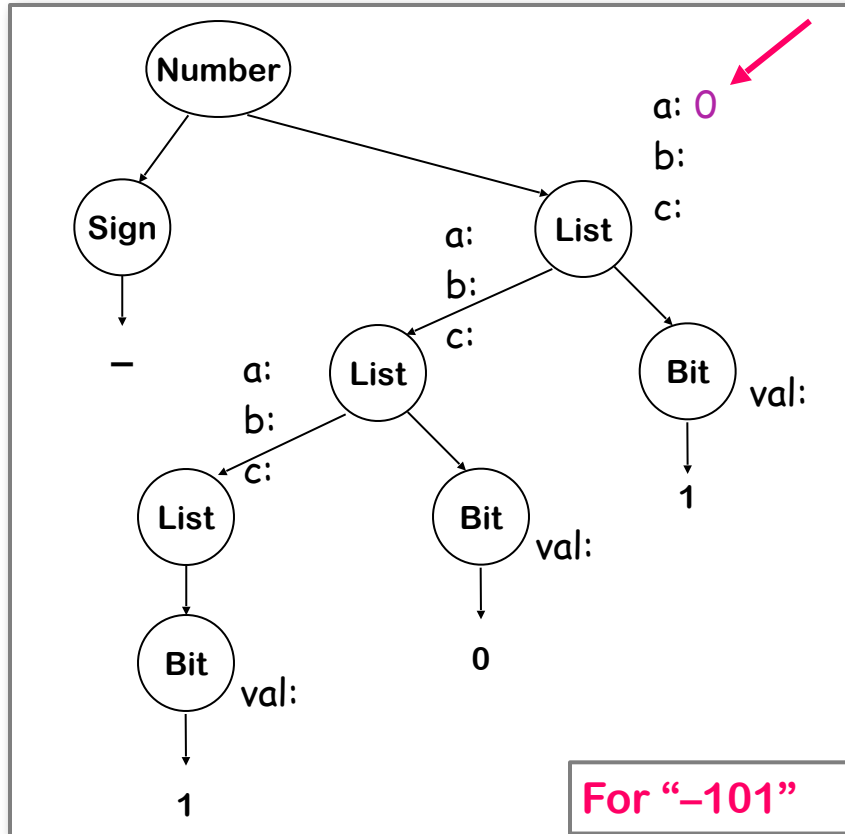 Number
a: 0
b:
c:
Sign
List
a:
b:
c:
–
List
Bit
val:
a:
b:
c:
1
List
Bit
val:
0
Bit
val:
1
For “–101”